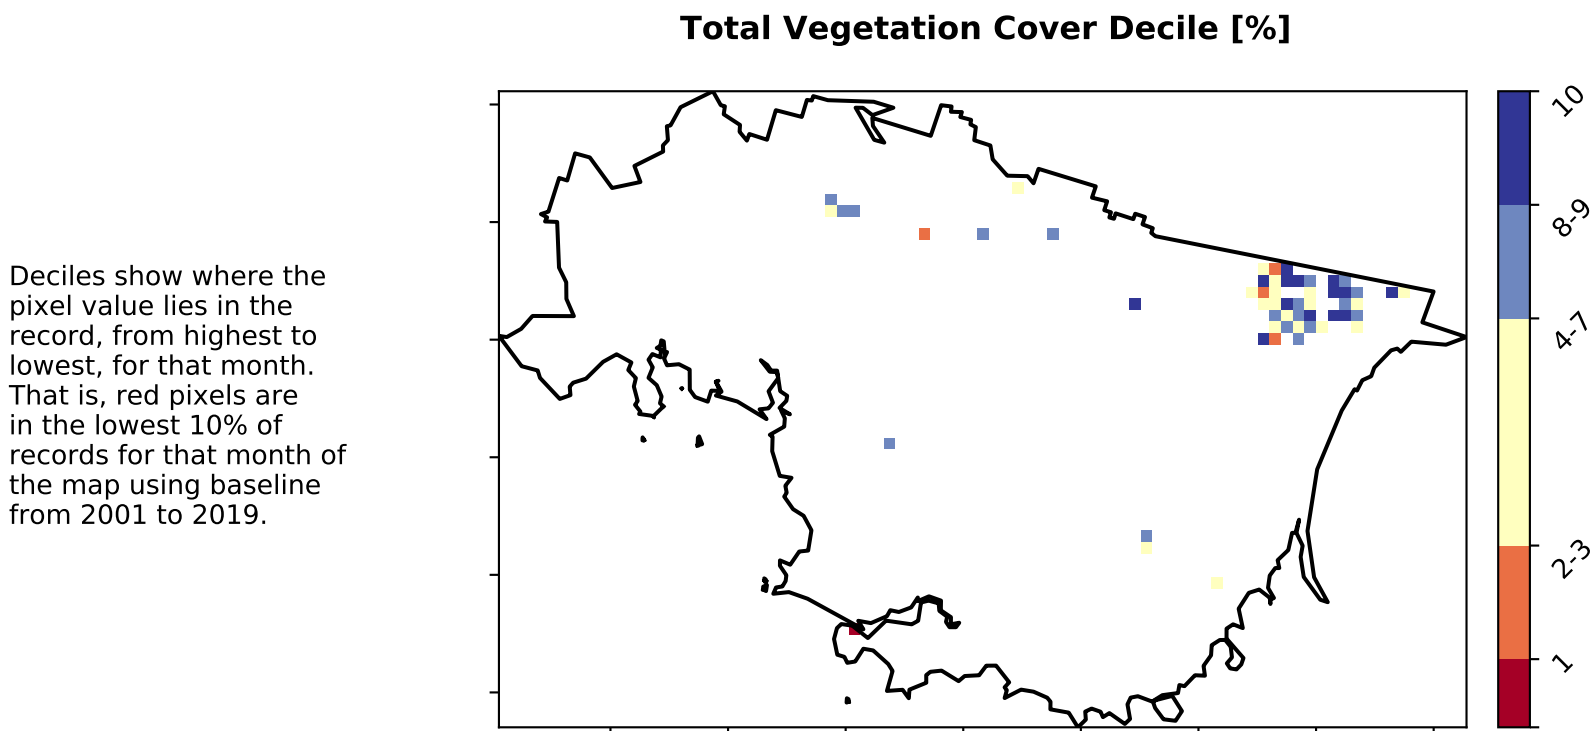 Total Vegetation Cover Decile [%]
Deciles show where the
pixel value lies in the
record, from highest to
lowest, for that month.
That is, red pixels are
in the lowest 10% of
records for that month of
the map using baseline
from 2001 to 2019.
10
8-9
4-7
2-3
1